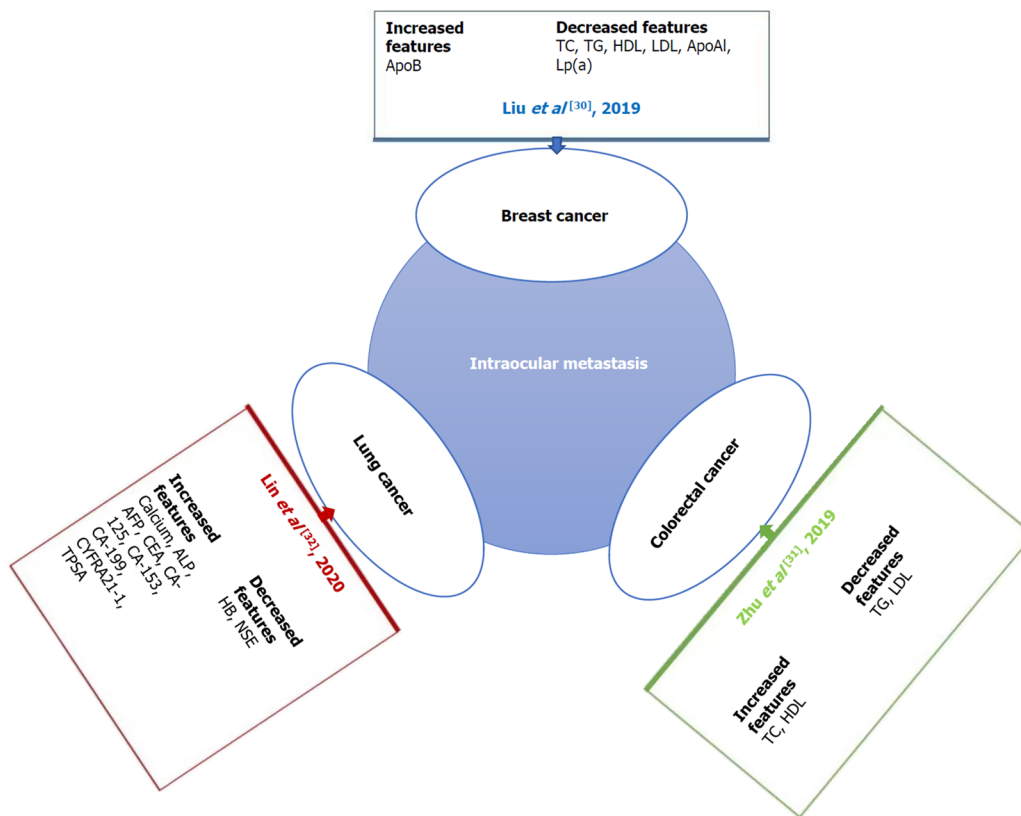 Increased
features
ApoB
Decreased features
TC, TG, HDL, LDL, ApoAl,
Lp(a)
Liu et al [30], 2019
Breast cancer
Intraocular metastasis
Lung cancer
Colorectal cancer
Lin et al [32], 2020
Increased
features
Calcium, ALP,
AFP, CEA, CA-
125, CA-153,
CA-199,
CYFRA21-1,
TPSA
Decreased
features
HB, NSE
Zhu et al [31], 2019
Decreased
features
TG, LDL
Increased
features
TC, HDL